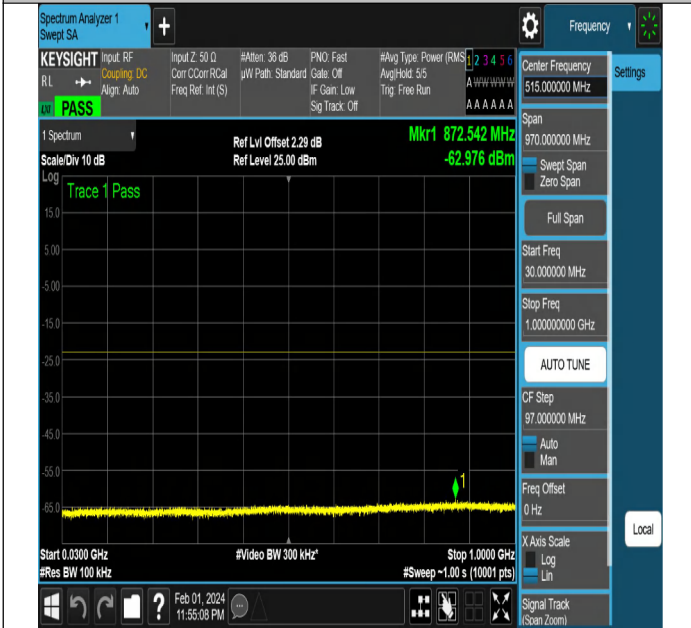 Spectrum Analyzer 1
Swept SA
+
Frequency
KEYSIGHT
RL
PASS
Input: RF
Coupling: DC
Align: Auto
Input Z: 50 Ω
Corr CCorr RCal
Freq Ref: Int (S)
#Atten: 36 dB
µW Path: Standard
PNO: Fast
Gate: Off
IF Gain: Low
Sig Track: Off
#Avg Type: Power (RMS
Avg|Hold: 5/5
Trig: Free Run
1 2 3 4 5 6
A W W W W W
A A A A A A
Center Frequency
515.000000 MHz
Settings
Span
970.000000 MHz
Swept Span
Zero Span
Full Span
Start Freq
30.000000 MHz
Stop Freq
1.000000000 GHz
AUTO TUNE
CF Step
97.000000 MHz
Auto
Man
Freq Offset
0 Hz
X Axis Scale
Log
Lin
Local
Signal Track
(Span Zoom)
1 Spectrum
Scale/Div 10 dB
Ref Lvl Offset 2.29 dB
Ref Level 25.00 dBm
Mkr1 872.542 MHz
-62.976 dBm
Log
Trace 1 Pass
15.0
5.00
-5.00
-15.0
-25.0
-35.0
-45.0
-55.0
-65.0
1
Start 0.0300 GHz
#Res BW 100 kHz
#Video BW 300 kHz*
Stop 1.0000 GHz
#Sweep ~1.00 s (10001 pts)
?
Feb 01, 2024
11:55:08 PM